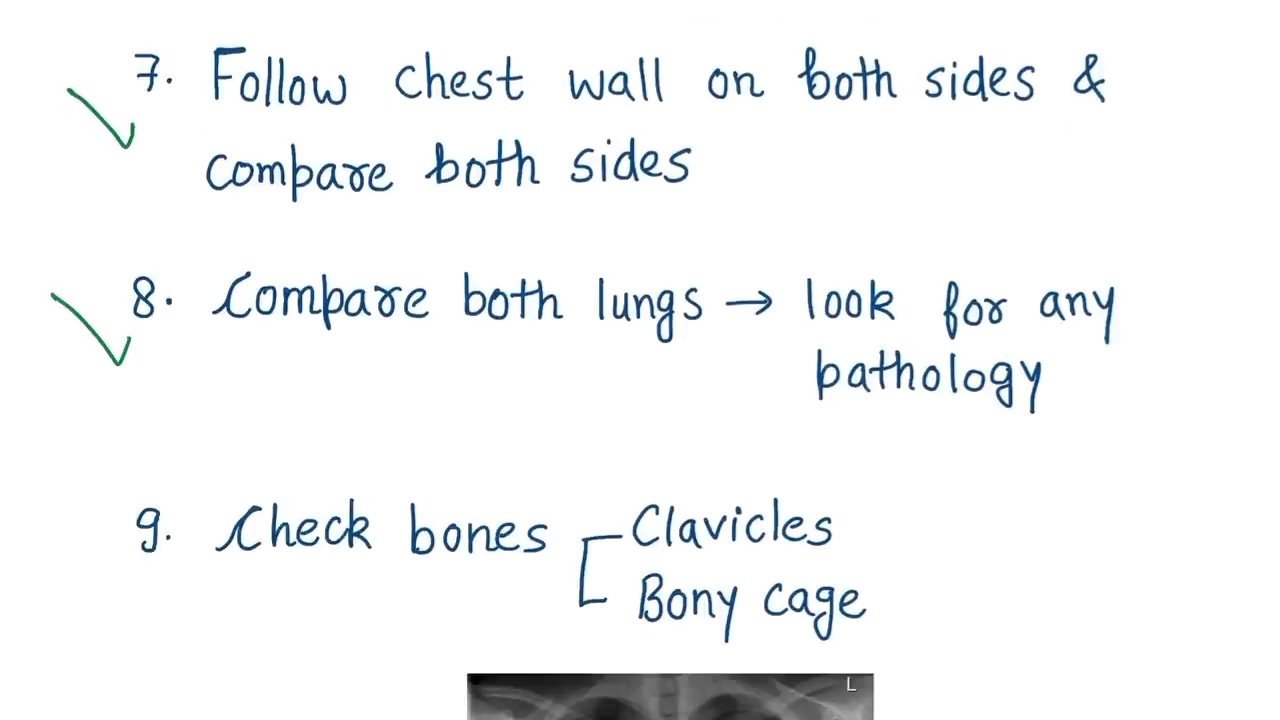 7. Follow chest wall on both sides &
compare both sides
8. Compare both lungs → look for any
pathology
9. Check bones Clavicles
Bony cage
L